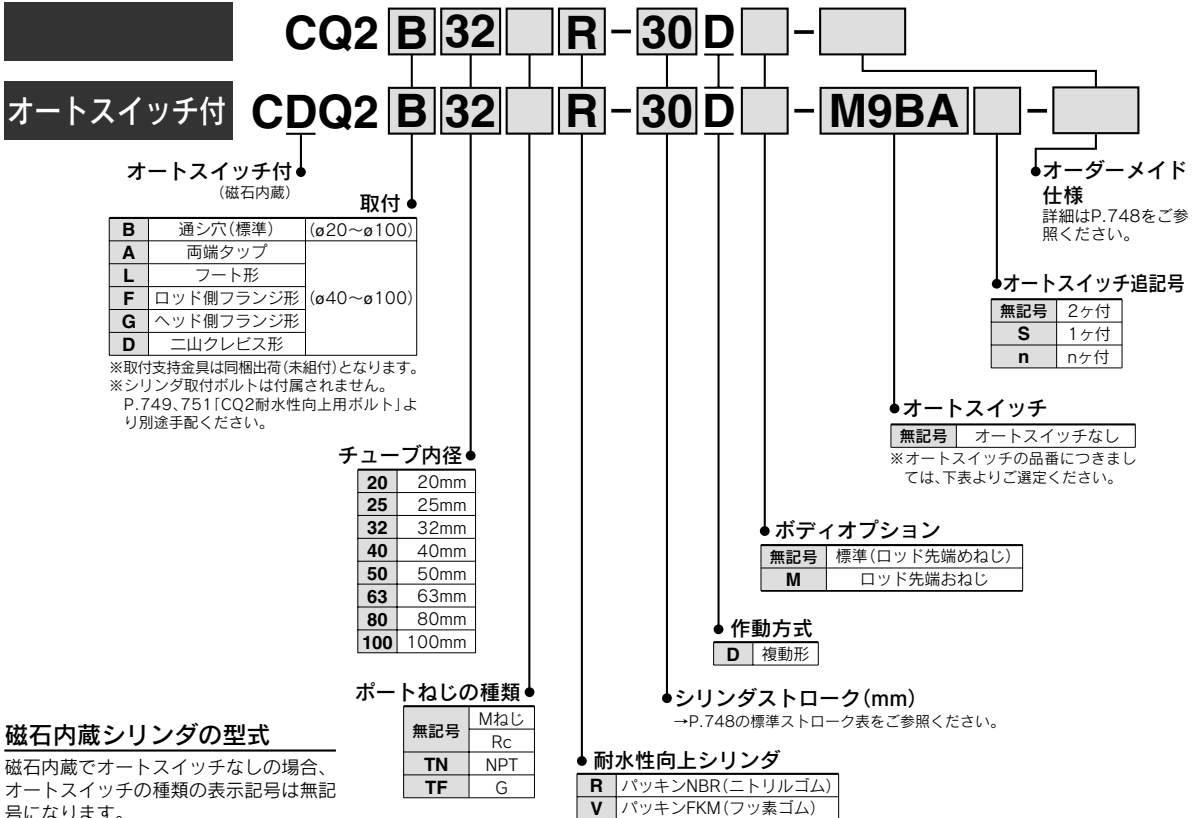 CQ2 B 32 R - 30 D -
オートスイッチ付 CDQ2 B 32 R - 30 D - M9BA -
オートスイッチ付
(磁石内蔵)
取付
B 通シ穴(標準) (ø20~ø100)
A 両端タップ
L フート形
F ロッド側フランジ形 (ø40~ø100)
G ヘッド側フランジ形
D 二山クレビス形
※取付支持金具は同梱出荷(未組付)となります。
※シリンダ取付ボルトは付属されません。
P.749、751「CQ2耐水性向上用ボルト」よ
り別途手配ください。
チューブ内径
20 20mm
25 25mm
32 32mm
40 40mm
50 50mm
63 63mm
80 80mm
100 100mm
ポートねじの種類
無記号 Mねじ
Rc
TN NPT
TF G
耐水性向上シリンダ
R パッキンNBR(ニトリルゴム)
V パッキンFKM(フッ素ゴム)
シリンダストローク(mm)
→P.748の標準ストローク表をご参照ください。
作動方式
D 複動形
ボディオプション
無記号 標準(ロッド先端めねじ)
M ロッド先端おねじ
オートスイッチ
無記号 オートスイッチなし
※オートスイッチの品番につきまし
ては、下表よりご選定ください。
オートスイッチ追記号
無記号 2ヶ付
S 1ヶ付
n nヶ付
オーダーメイド
仕様
詳細はP.748をご参
照ください。
磁石内蔵シリンダの型式
磁石内蔵でオートスイッチなしの場合、
オートスイッチの種類の表示記号は無記
号になります。